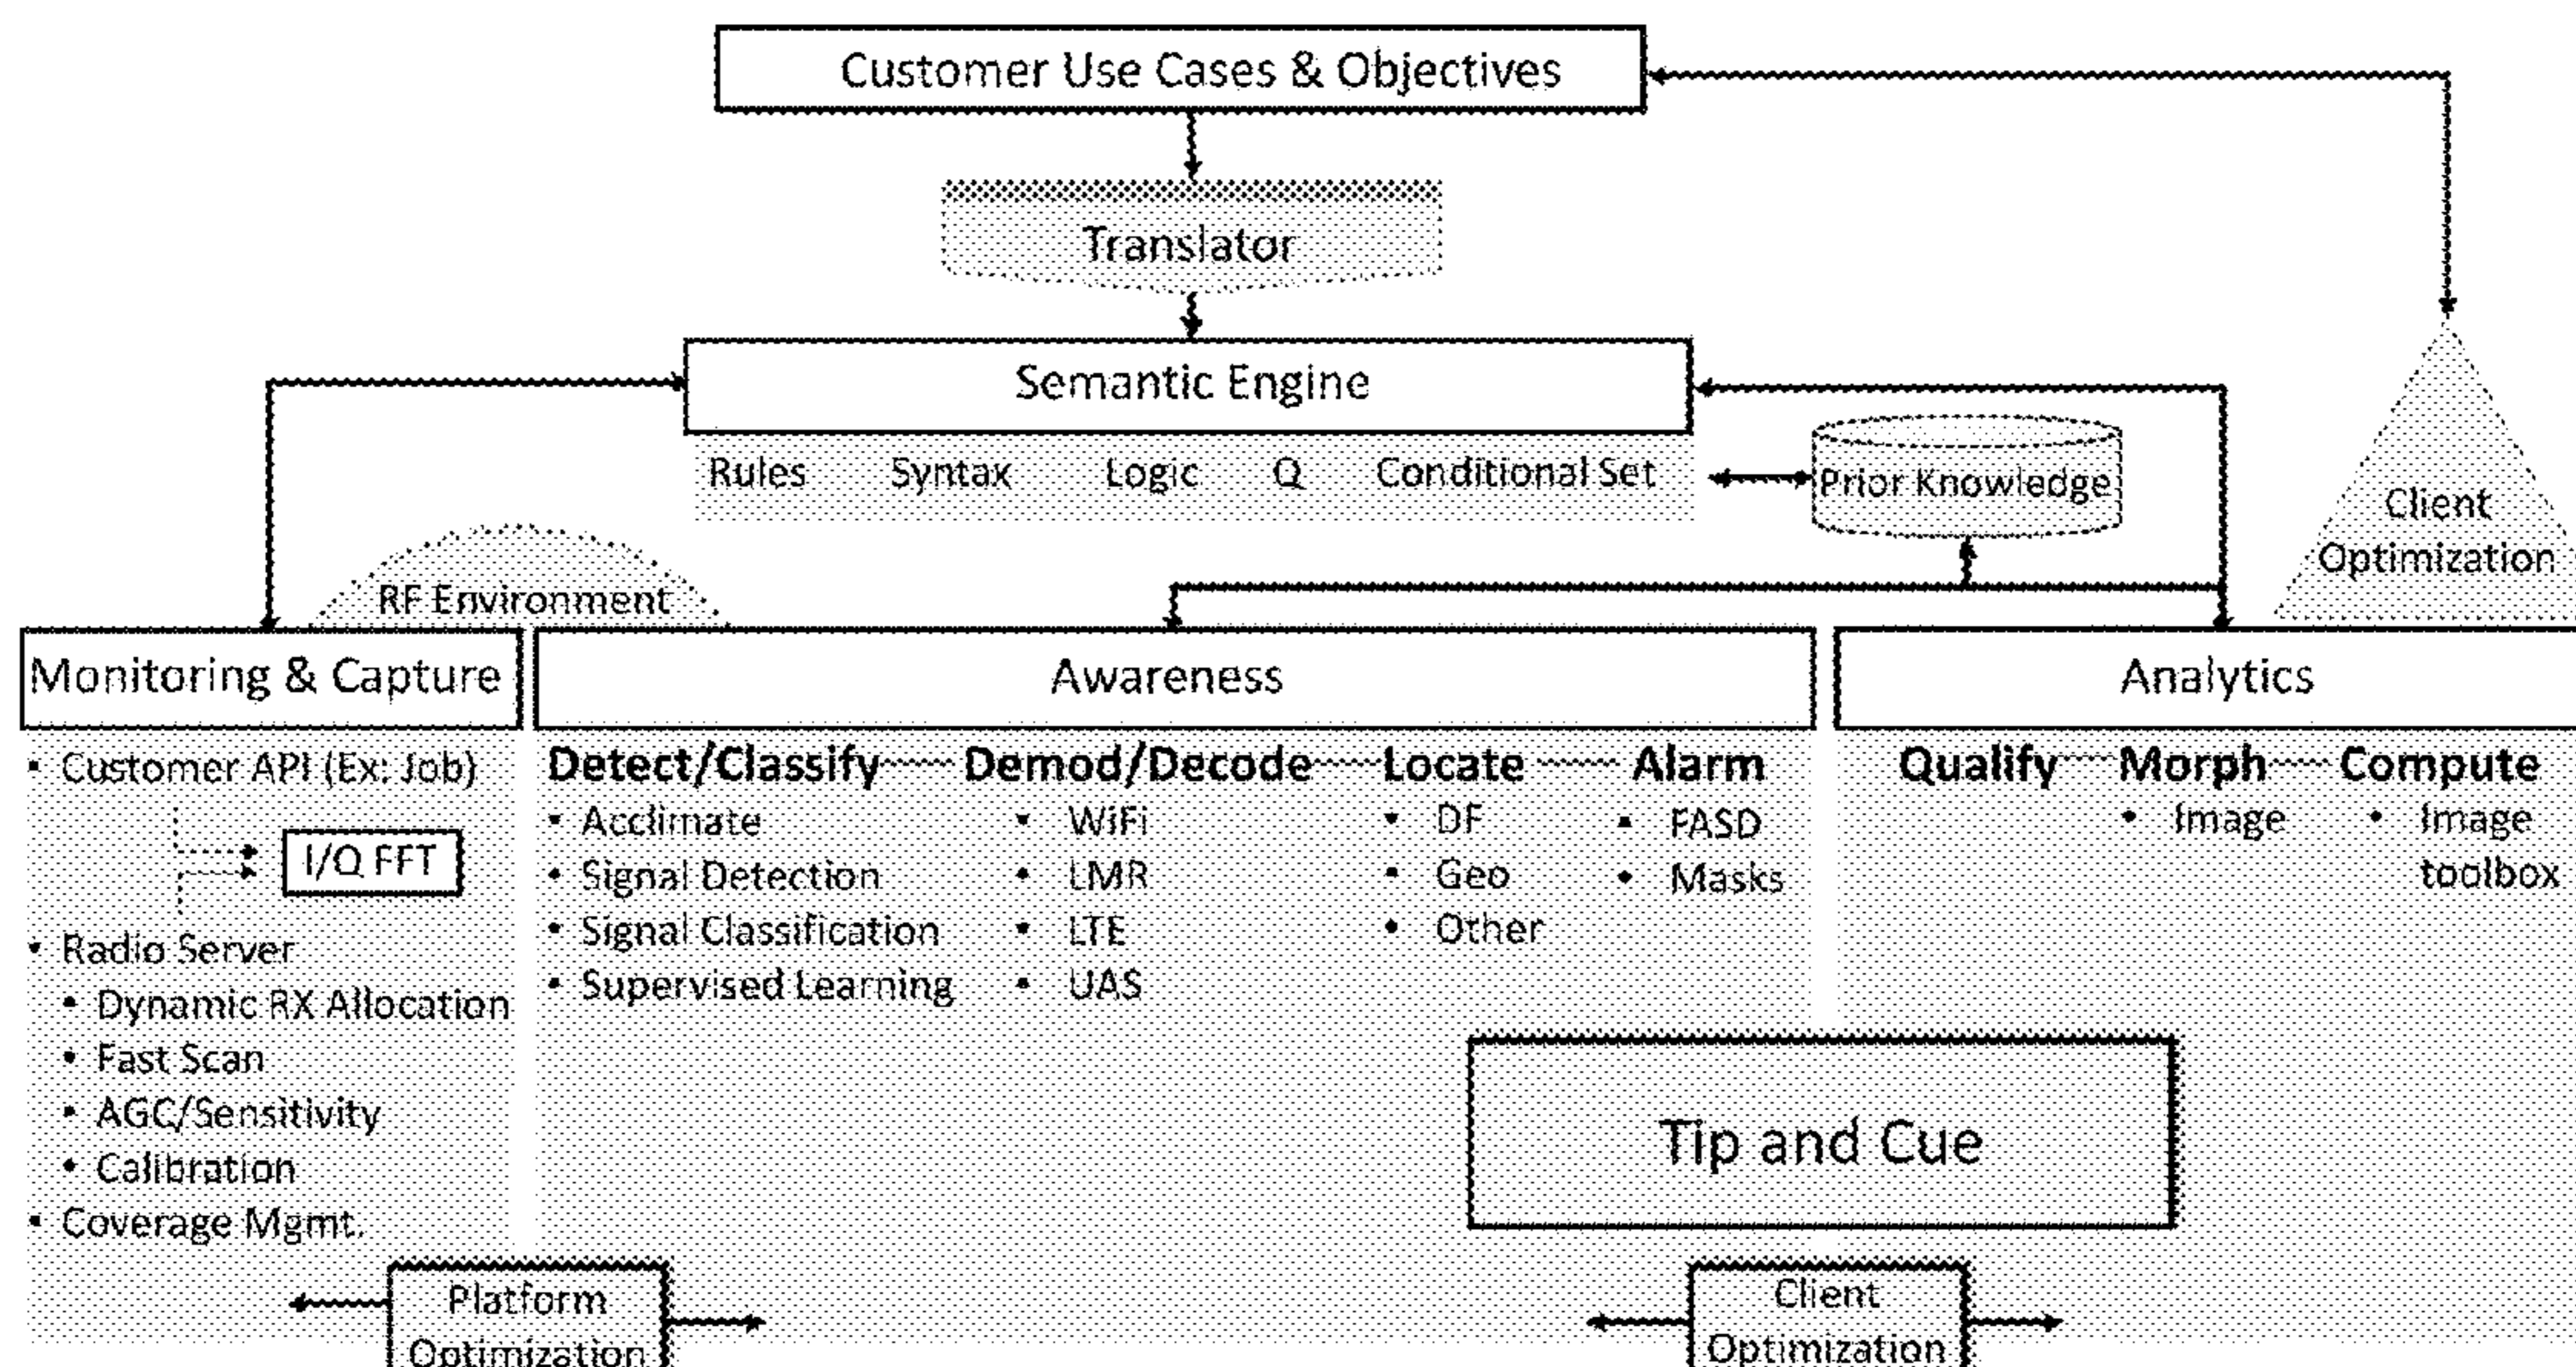 Customer Use Cases & Objectives
Translator
Semantic Engine
Rules Syntax Logic Q Conditional Set
Prior Knowledge
Client
Optimization
RF Environment
Monitoring & Capture
Awareness
Analytics
• Customer API (Ex: Job)
I/Q FFT
• Radio Server
• Dynamic RX Allocation
• Fast Scan
• AGC/Sensitivity
• Calibration
• Coverage Mgmt.
Detect/Classify
• Acclimate
• Signal Detection
• Signal Classification
• Supervised Learning
Demod/Decode
• WiFi
• LMR
• LTE
• UAS
Locate
• DF
• Geo
• Other
Alarm
• FASD
• Masks
Qualify
Morph
• Image
Compute
• Image
toolbox
Tip and Cue
Platform
Optimization
Client
Optimization